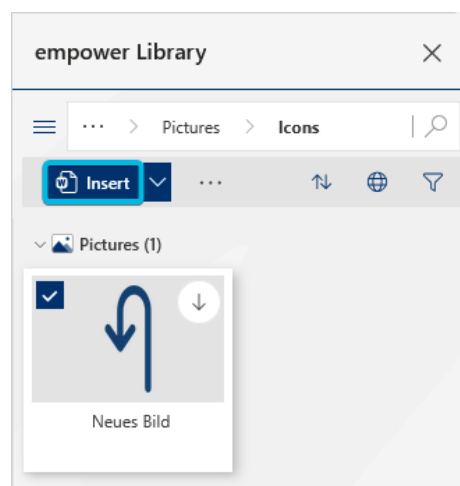 empower Library
··· > Pictures > Icons
Insert ···
Pictures (1)
Neues Bild